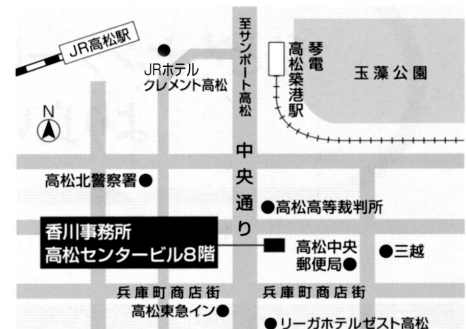 JR高松駅
JRホテル
クレメント高松
至サンポート高松
琴電
高松築港駅
玉藻公園
N
中央通り
高松北警察署
高松高等裁判所
香川事務所
高松センタービル8階
高松中央
郵便局
三越
兵庫町商店街
兵庫町商店街
高松東急イン
リーガホテルゼスト高松